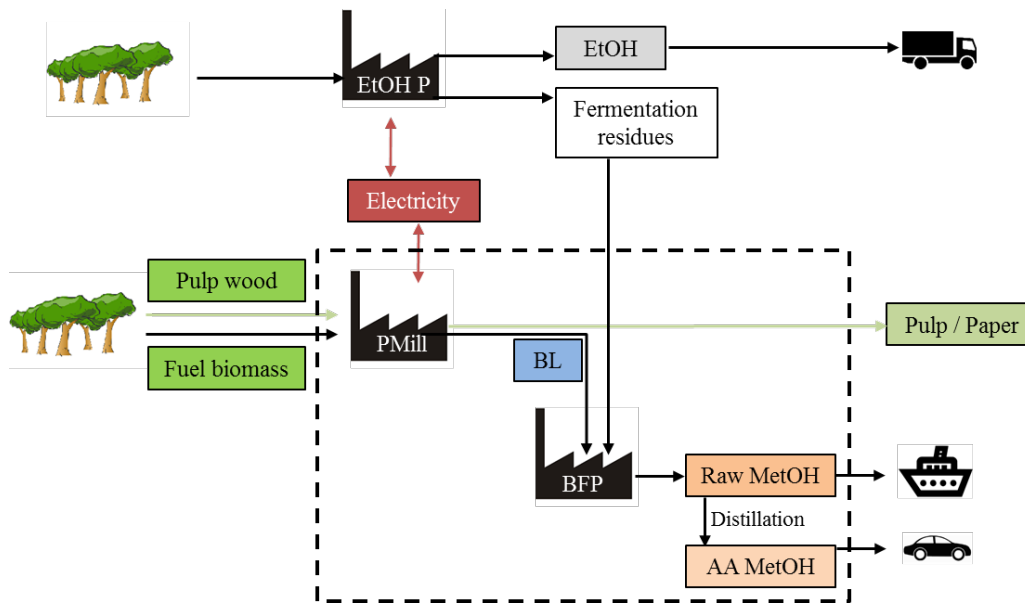 EtOH
EtOH P
Fermentation
residues
Electricity
Pulp wood
Fuel biomass
PMill
BL
Pulp / Paper
BFP
Raw MetOH
Distillation
AA MetOH